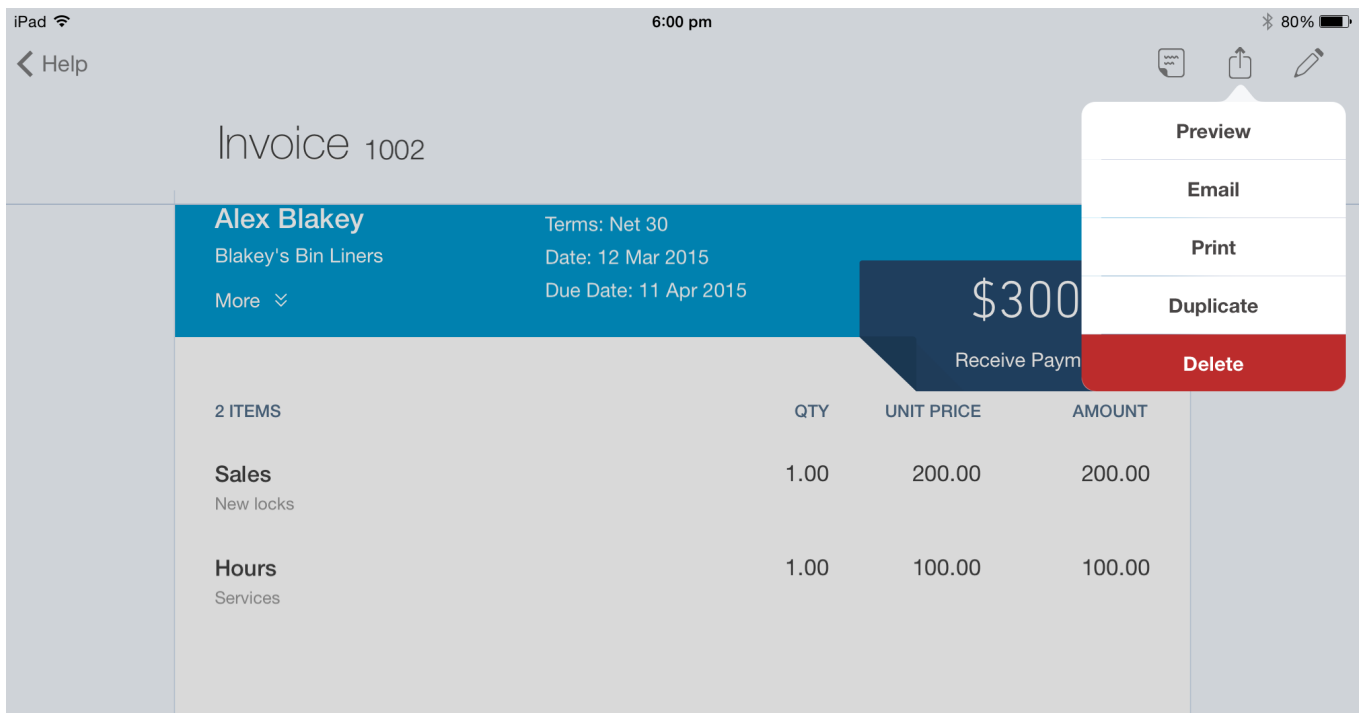 iPad 6:00 pm 80%
Help
Invoice 1002
Preview
Email
Print
Duplicate
Delete
Alex Blakey
Blakey's Bin Liners
More
Terms: Net 30
Date: 12 Mar 2015
Due Date: 11 Apr 2015
$300
Receive Paym
2 ITEMS QTY UNIT PRICE AMOUNT
Sales 1.00 200.00 200.00
New locks
Hours 1.00 100.00 100.00
Services